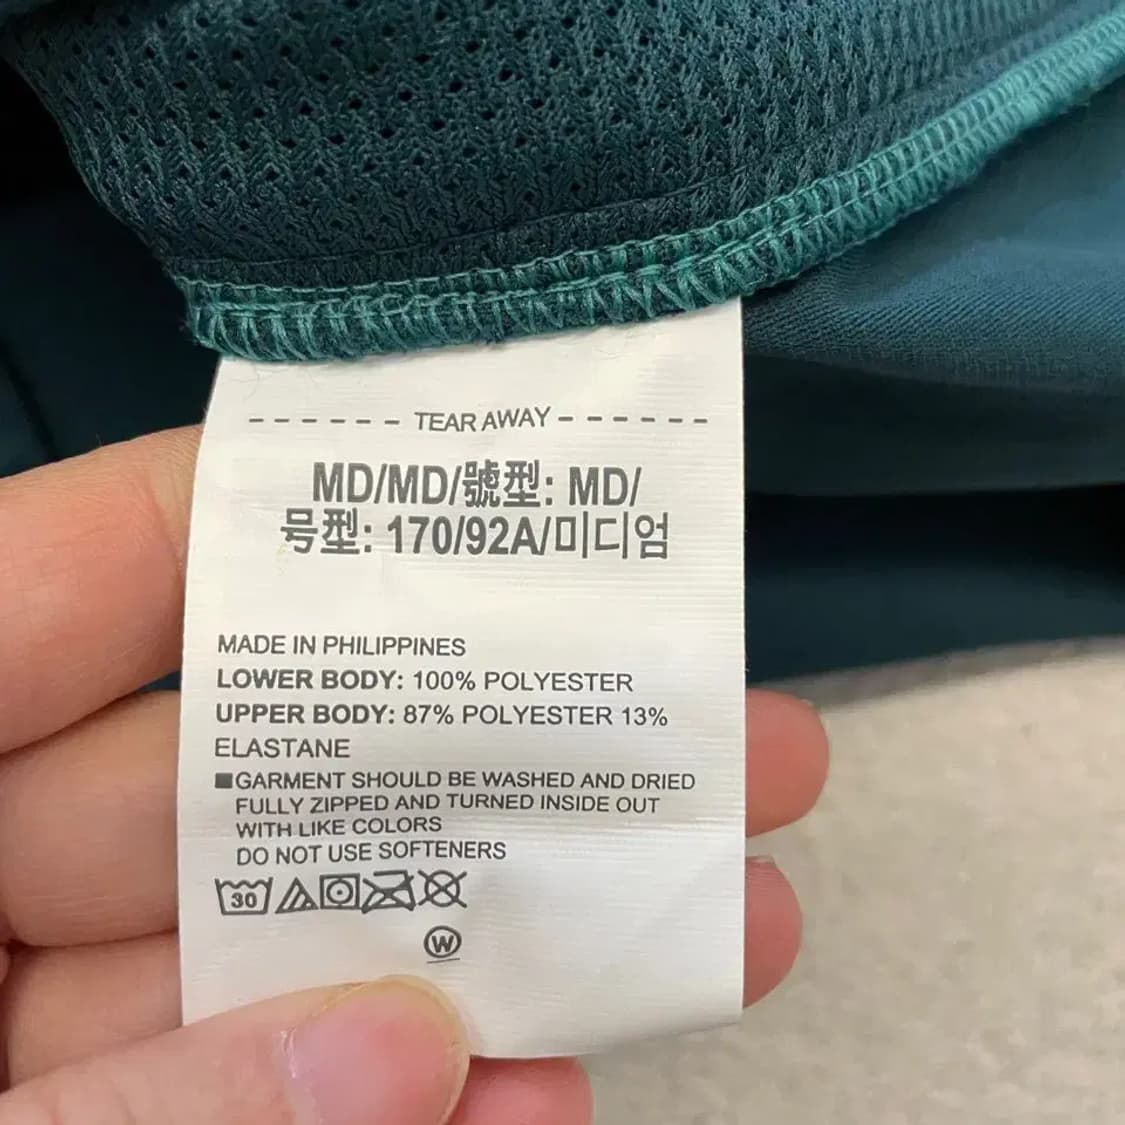 TEAR AWAY
MD/MD/號型: MD/
号型: 170/92A/미디엄
MADE IN PHILIPPINES
LOWER BODY: 100% POLYESTER
UPPER BODY: 87% POLYESTER 13%
ELASTANE
GARMENT SHOULD BE WASHED AND DRIED
FULLY ZIPPED AND TURNED INSIDE OUT
WITH LIKE COLORS
DO NOT USE SOFTENERS
30
W